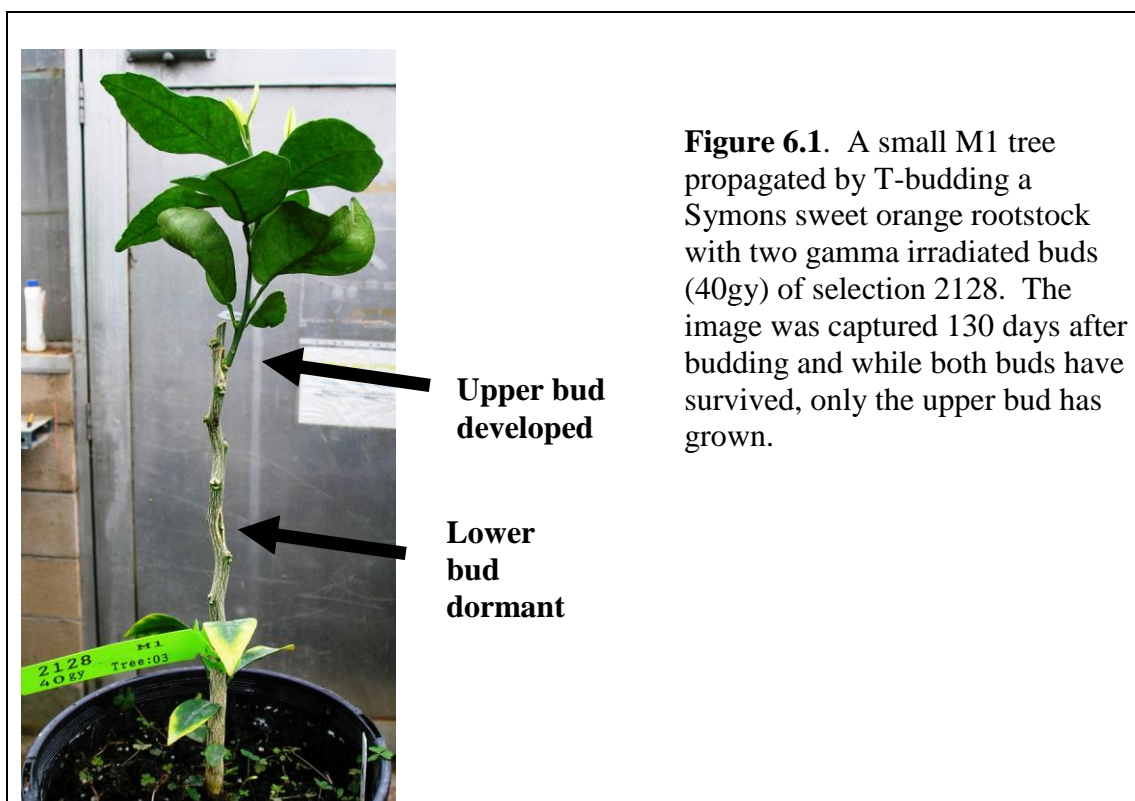 Figure 6.1. A small M1 tree
propagated by T-budding a
Symons sweet orange rootstock
with two gamma irradiated buds
(40gy) of selection 2128. The
image was captured 130 days after
budding and while both buds have
survived, only the upper bud has
grown.
Upper bud
developed
Lower
bud
dormant
2128 M1
40gy Tree:03